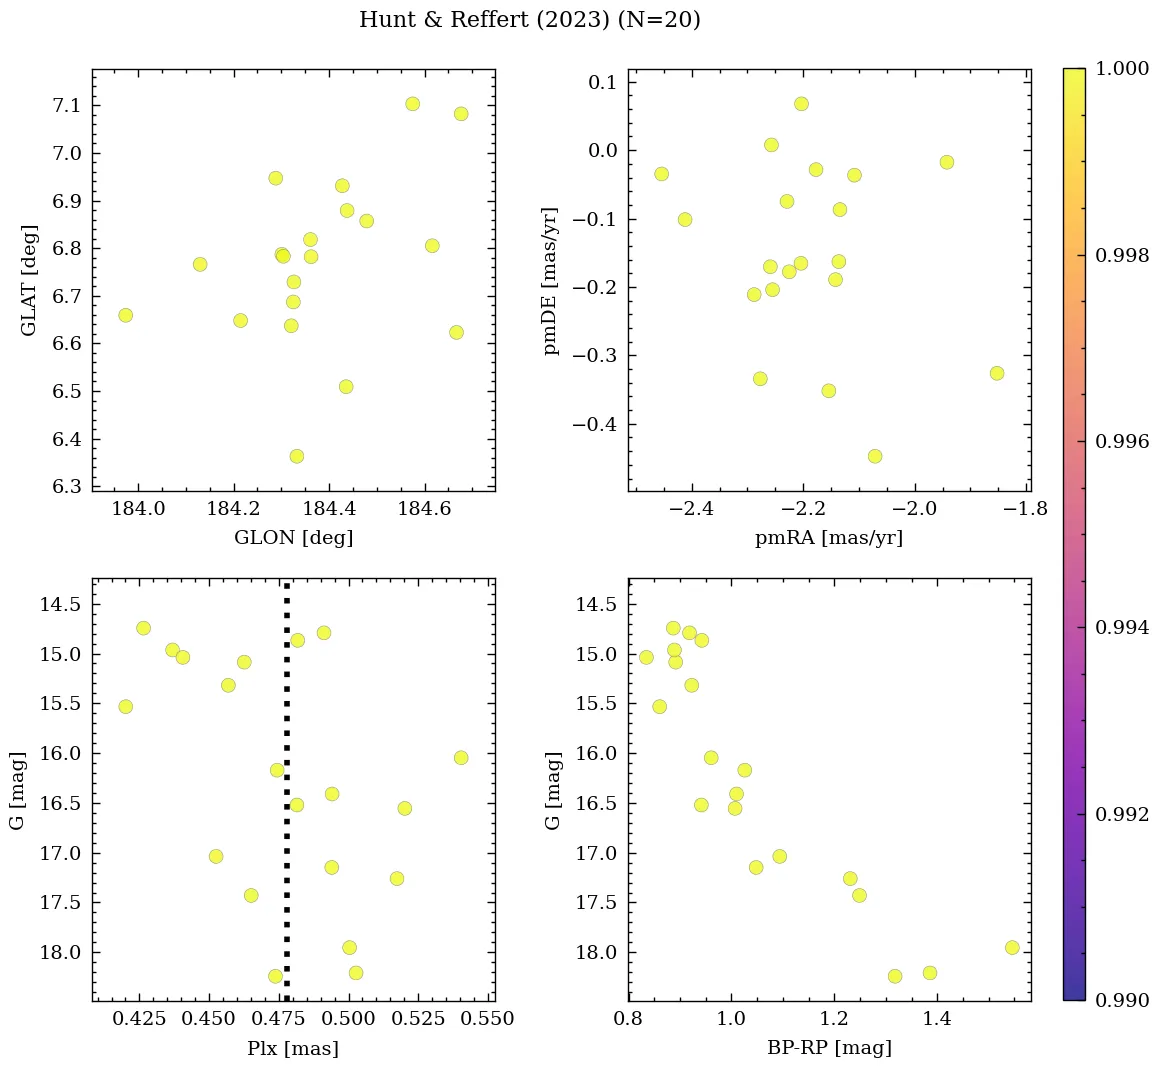 Hunt & Reffert (2023) (N=20)
7.1
7.0
6.9
6.8
6.7
6.6
6.5
6.4
6.3
GLAT [deg]
184.0 184.2 184.4 184.6
GLON [deg]
0.1
0.0
−0.1
−0.2
−0.3
−0.4
pmDE [mas/yr]
−2.4 −2.2 −2.0 −1.8
pmRA [mas/yr]
14.5
15.0
15.5
16.0
16.5
17.0
17.5
18.0
G [mag]
0.425 0.450 0.475 0.500 0.525 0.550
Plx [mas]
14.5
15.0
15.5
16.0
16.5
17.0
17.5
18.0
G [mag]
0.8 1.0 1.2 1.4
BP-RP [mag]
1.000
0.998
0.996
0.994
0.992
0.990